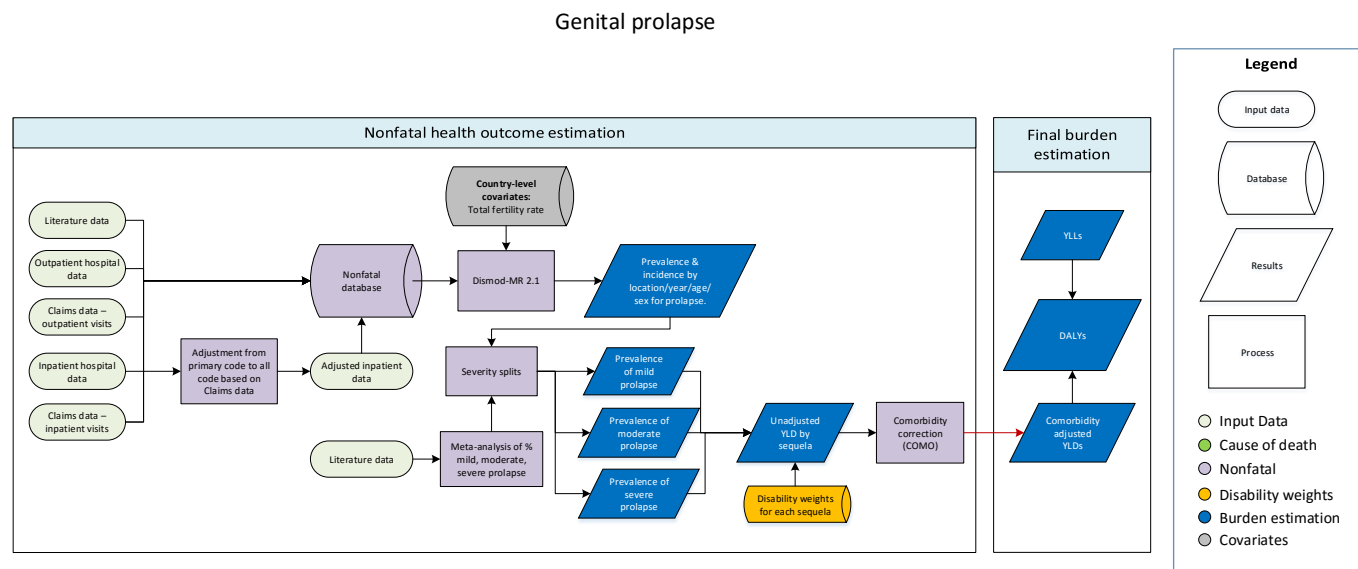 Genital prolapse
Nonfatal health outcome estimation
Final burden
estimation
Legend
Input data
Database
Results
Process
Input Data
Cause of death
Nonfatal
Disability weights
Burden estimation
Covariates
Country-level
covariates:
Total fertility rate
Literature data
Outpatient hospital
data
Claims data –
outpatient visits
Inpatient hospital
data
Claims data –
inpatient visits
Adjustment from
primary code to all
code based on
Claims data
Nonfatal
database
Adjusted inpatient
data
Dismod-MR 2.1
Prevalence &
incidence by
location/year/age/
sex for prolapse.
Severity splits
Literature data
Meta-analysis of %
mild, moderate,
severe prolapse
Prevalence
of mild
prolapse
Prevalence of
moderate
prolapse
Prevalence of
severe
prolapse
Unadjusted
YLD by
sequela
Disability weights
for each sequela
Comorbidity
correction
(COMO)
YLLs
DALYs
Comorbidity
adjusted
YLDs